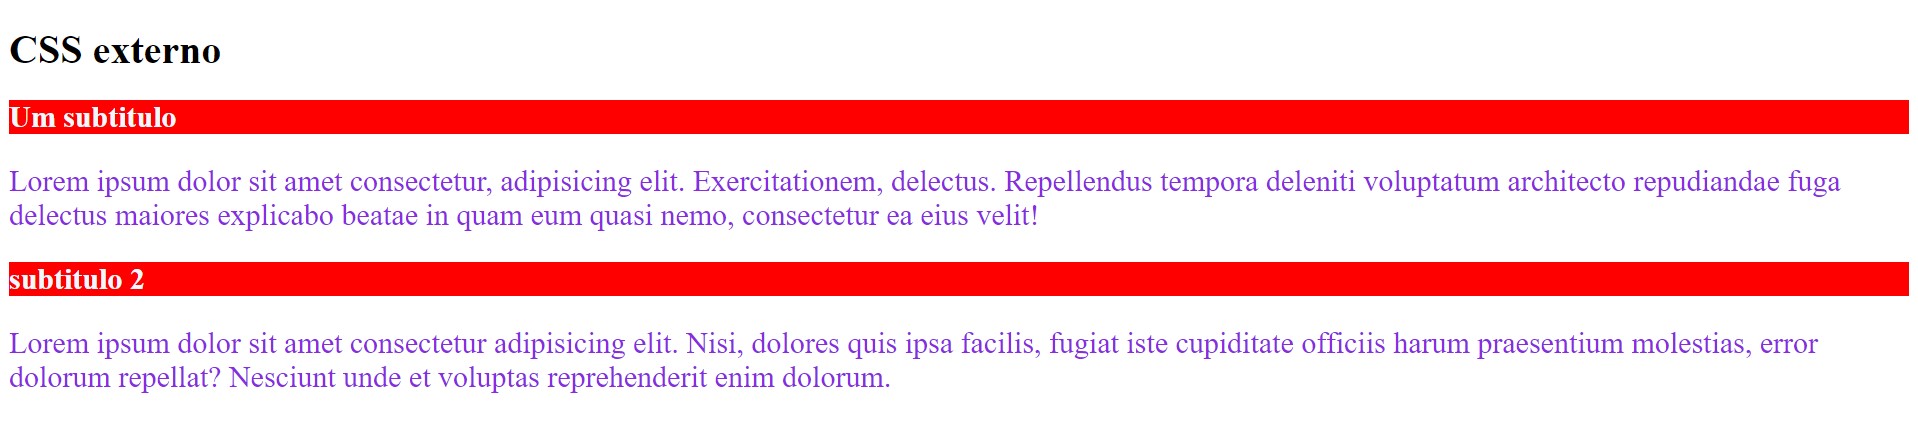 CSS externo
Um subtitulo
Lorem ipsum dolor sit amet consectetur, adipisicing elit. Exercitationem, delectus. Repellendus tempora deleniti voluptatum architecto repudiandae fuga
delectus maiores explicabo beatae in quam eum quasi nemo, consectetur ea eius velit!
subtitulo 2
Lorem ipsum dolor sit amet consectetur adipisicing elit. Nisi, dolores quis ipsa facilis, fugiat iste cupiditate officiis harum praesentium molestias, error
dolorum repellat? Nesciunt unde et voluptas reprehenderit enim dolorum.